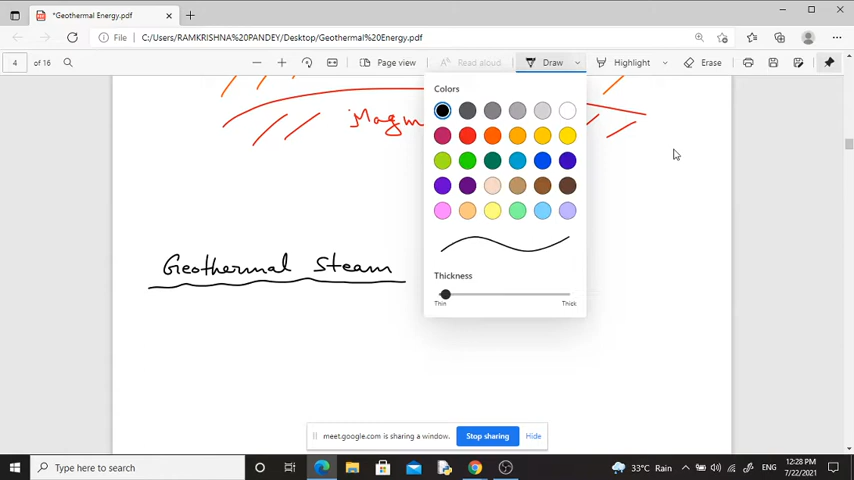 *Geothermal Energy.pdf
File C:/Users/RAMKRISHNA%20PANDEY/Desktop/Geothermal%20Energy.pdf
4 of 16 Page view Read aloud Draw Highlight Erase
Colors
Magm
Geothermal Steam
Thickness
Thin Thick
meet.google.com is sharing a window. Stop sharing Hide
Type here to search 33°C Rain ENG 12:28 PM
7/22/2021